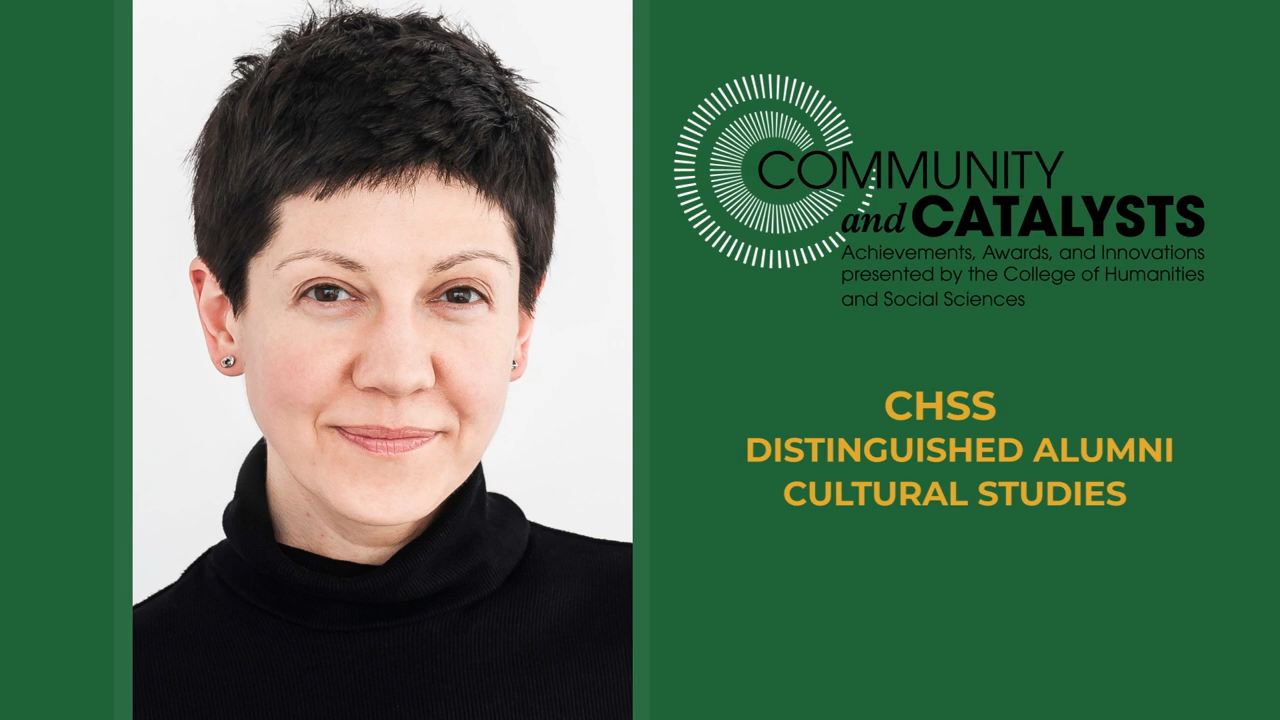 COMMUNITY
and CATALYSTS
Achievements, Awards, and Innovations
presented by the College of Humanities
and Social Sciences
CHSS
DISTINGUISHED ALUMNI
CULTURAL STUDIES